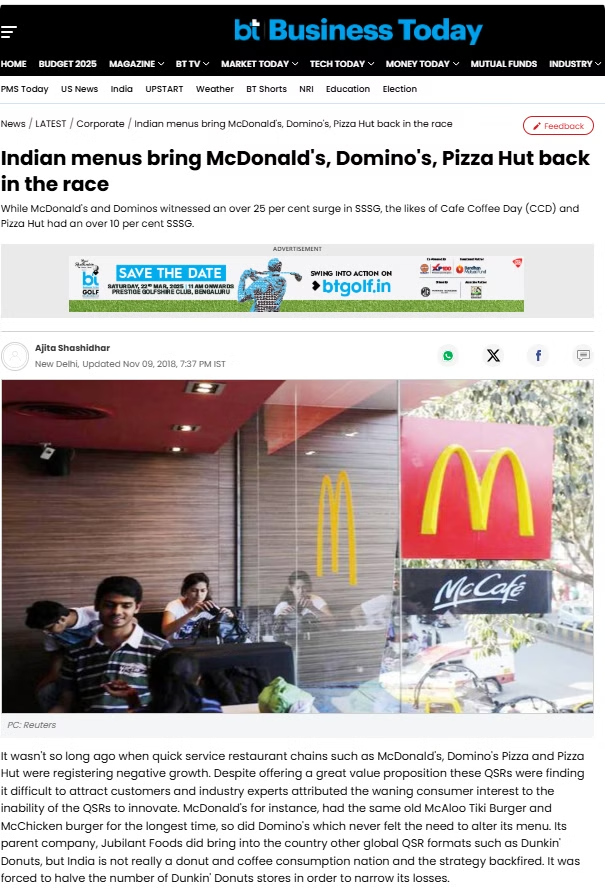 bt Business Today
HOME BUDGET 2025 MAGAZINE BT TV MARKET TODAY TECH TODAY MONEY TODAY MUTUAL FUNDS INDUSTRY
PMS Today US News India UPSTART Weather BT Shorts NRI Education Election
News / LATEST / Corporate / Indian menus bring McDonald's, Domino's, Pizza Hut back in the race
Feedback
Indian menus bring McDonald's, Domino's, Pizza Hut back
in the race
While McDonald's and Dominos witnessed an over 25 per cent surge in SSSG, the likes of Cafe Coffee Day (CCD) and
Pizza Hut had an over 10 per cent SSSG.
ADVERTISEMENT
bt
GOLF
SAVE THE DATE
SATURDAY, 22ND MAR, 2025 | 11 AM ONWARDS
PRESTIGE GOLFSHIRE CLUB, BENGALURU
SWING INTO ACTION ON
btgolf.in
Ajita Shashidhar
New Delhi, Updated Nov 09, 2018, 7:37 PM IST
McCafé
PC: Reuters
It wasn't so long ago when quick service restaurant chains such as McDonald's, Domino's Pizza and Pizza
Hut were registering negative growth. Despite offering a great value proposition these QSRs were finding
it difficult to attract customers and industry experts attributed the waning consumer interest to the
inability of the QSRs to innovate. McDonald's for instance, had the same old McAloo Tiki Burger and
McChicken burger for the longest time, so did Domino's which never felt the need to alter its menu. Its
parent company, Jubilant Foods did bring into the country other global QSR formats such as Dunkin'
Donuts, but India is not really a donut and coffee consumption nation and the strategy backfired. It was
forced to halve the number of Dunkin' Donuts stores in order to narrow its losses.